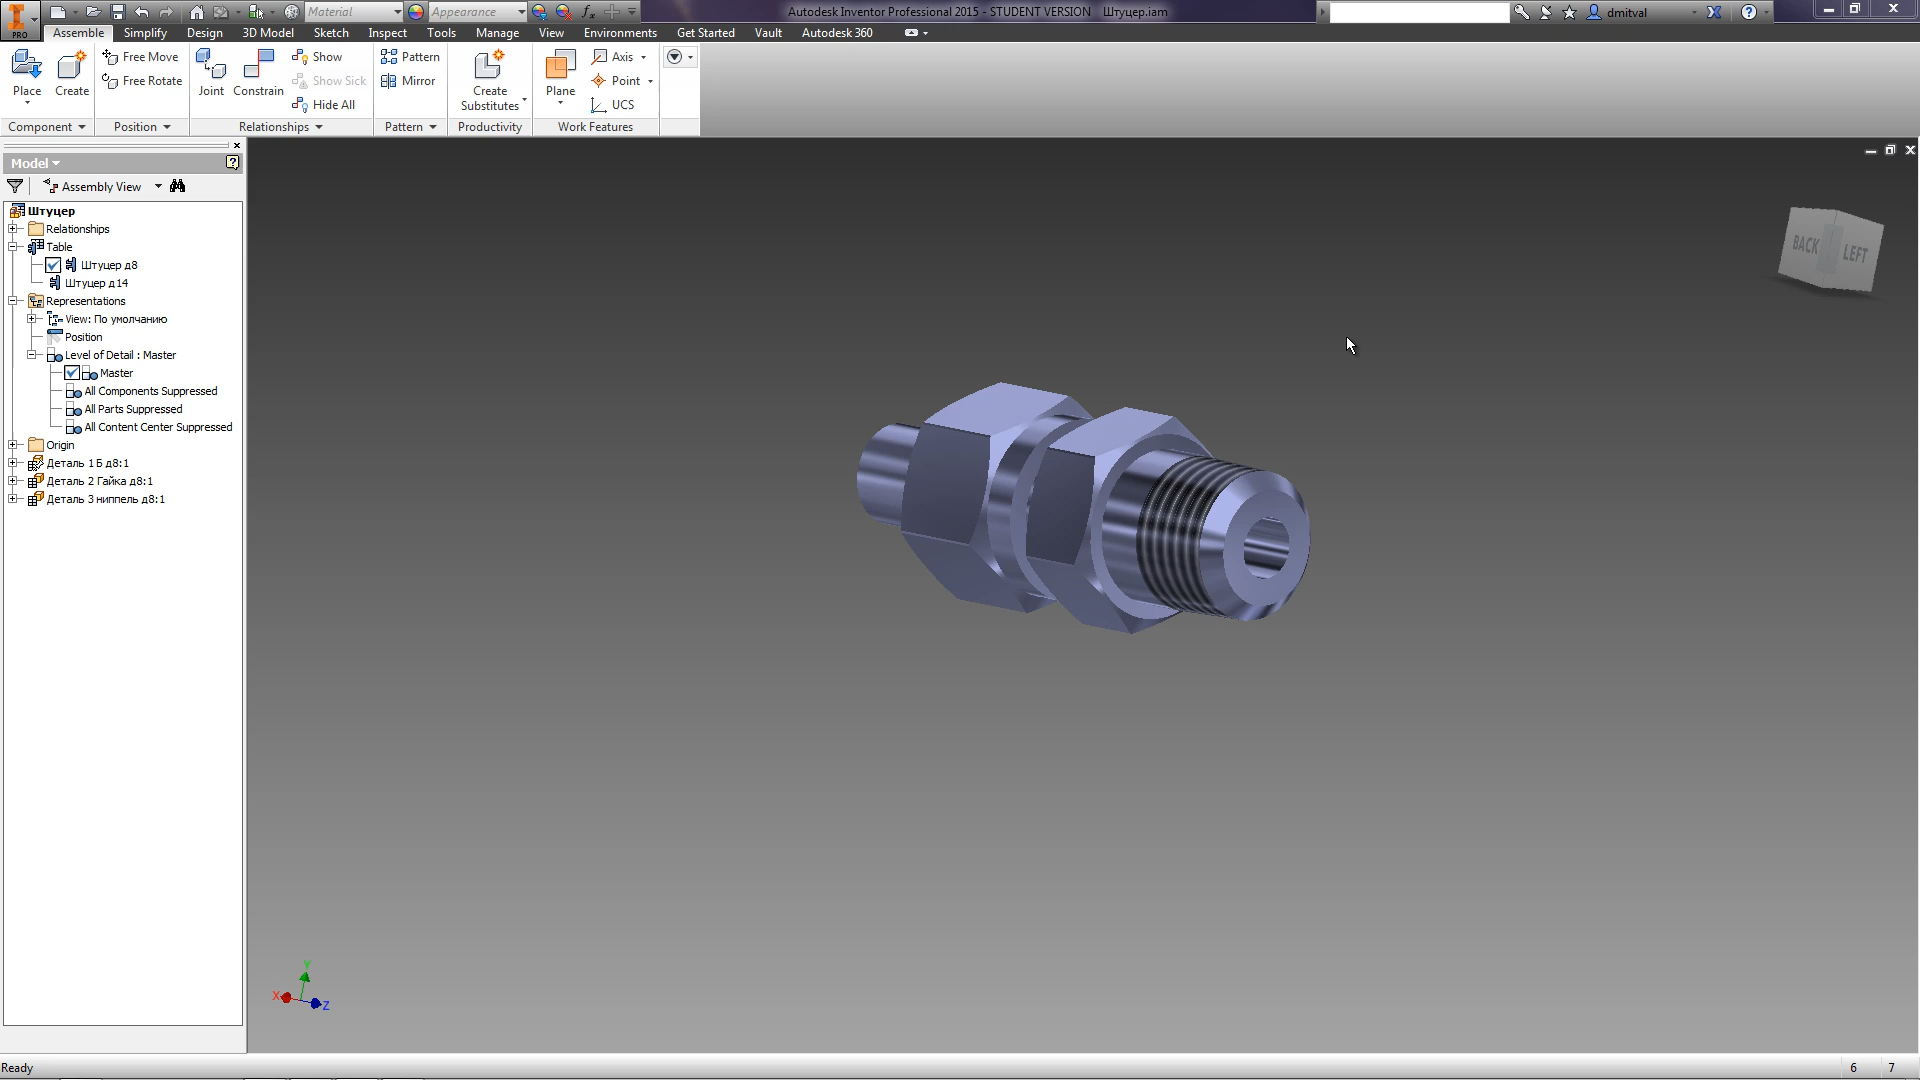 Material
Appearance
Autodesk Inventor Professional 2015 - STUDENT VERSION Штуцер.iam
dmitval
PRO
Assemble Simplify Design 3D Model Sketch Inspect Tools Manage View Environments Get Started Vault Autodesk 360
Place
Create
Free Move
Free Rotate
Joint
Constrain
Show
Show Sick
Hide All
Pattern
Mirror
Create
Substitutes
Plane
Axis
Point
UCS
Component Position Relationships Pattern Productivity Work Features
Model
Assembly View
Штуцер
Relationships
Table
Штуцер д8
Штуцер д14
Representations
View: По умолчанию
Position
Level of Detail : Master
Master
All Components Suppressed
All Parts Suppressed
All Content Center Suppressed
Origin
Деталь 1Б д8:1
Деталь 2 Гайка д8:1
Деталь 3 ниппель д8:1
BACK LEFT
Y
X
Z
Ready
6 7